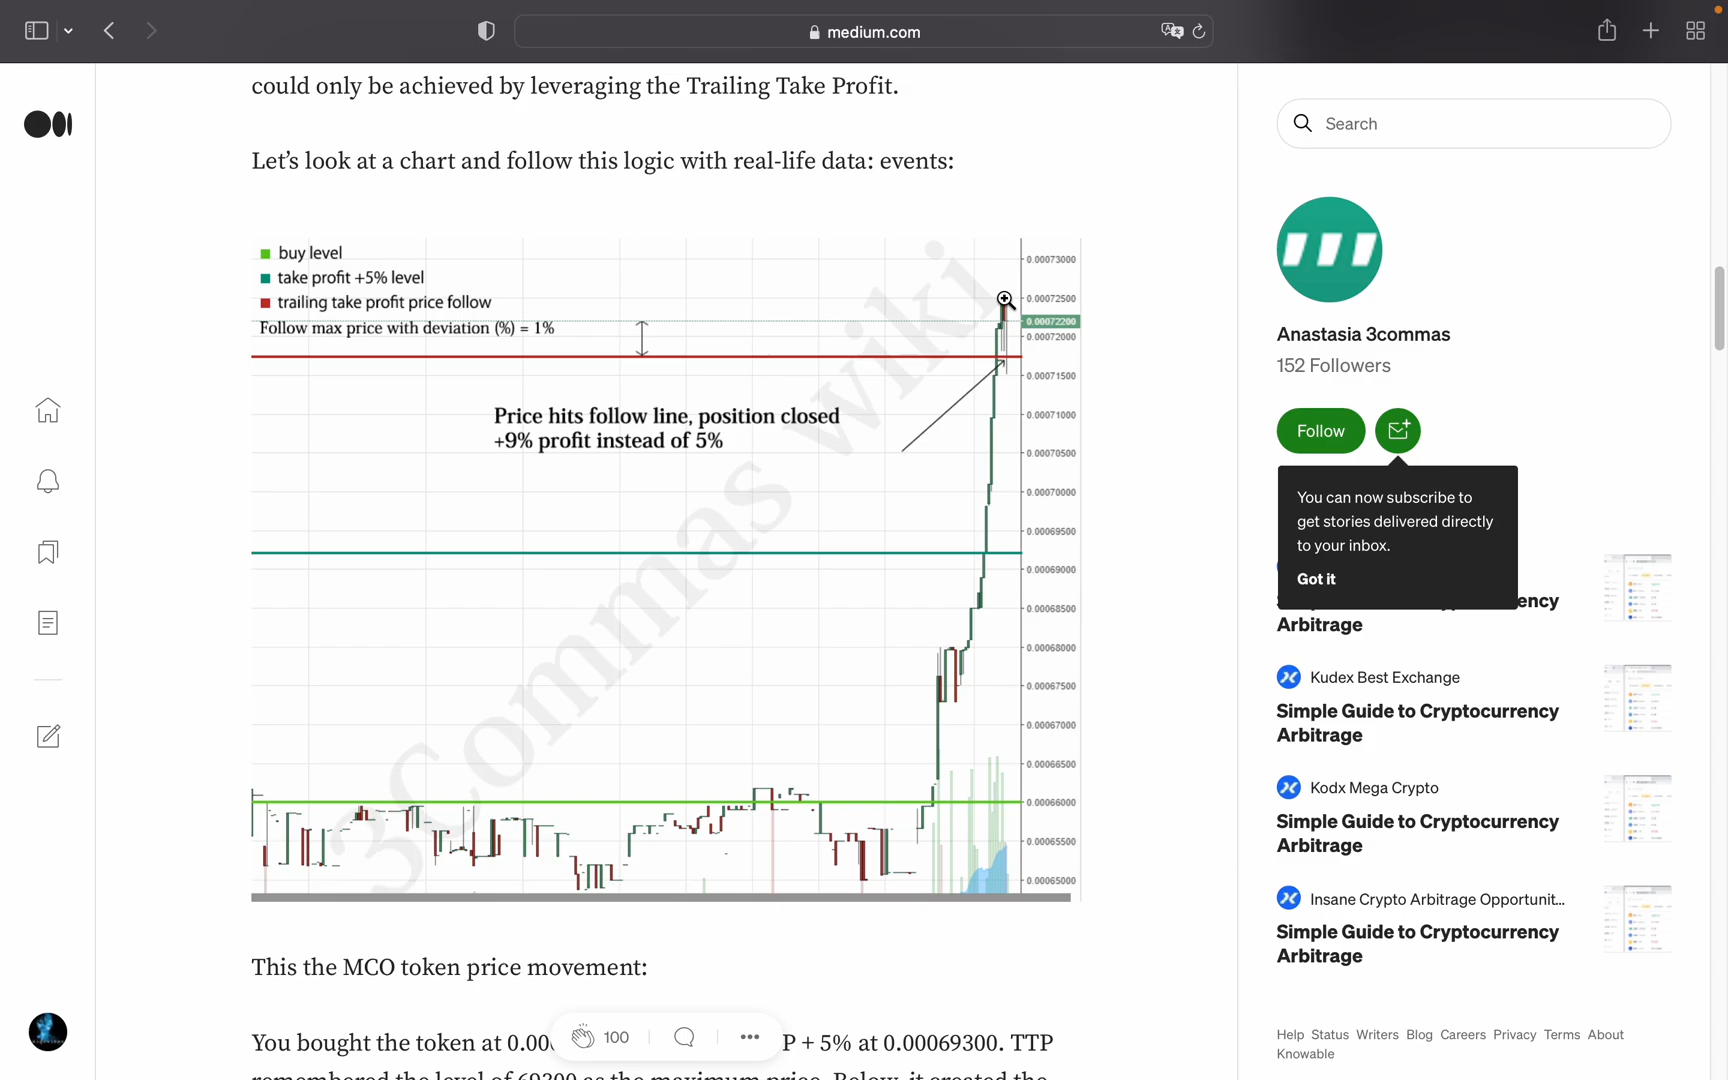 medium.com
could only be achieved by leveraging the Trailing Take Profit.
Let's look at a chart and follow this logic with real-life data: events:
buy level
take profit +5% level
trailing take profit price follow
Follow max price with deviation (%) = 1%
Price hits follow line, position closed
+9% profit instead of 5%
3Commas wiki
0.00073000
0.00072500
0.00072200
0.00072000
0.00071500
0.00071000
0.00070500
0.00070000
0.00069500
0.00069000
0.00068500
0.00068000
0.00067500
0.00067000
0.00066500
0.00066000
0.00065500
0.00065000
This the MCO token price movement:
You bought the token at 0.00
P + 5% at 0.00069300. TTP
100
Search
Anastasia 3commas
152 Followers
Follow
You can now subscribe to
get stories delivered directly
to your inbox.
Got it
ency
Arbitrage
Kudex Best Exchange
Simple Guide to Cryptocurrency
Arbitrage
Kodx Mega Crypto
Simple Guide to Cryptocurrency
Arbitrage
Insane Crypto Arbitrage Opportunit...
Simple Guide to Cryptocurrency
Arbitrage
Help Status Writers Blog Careers Privacy Terms About
Knowable